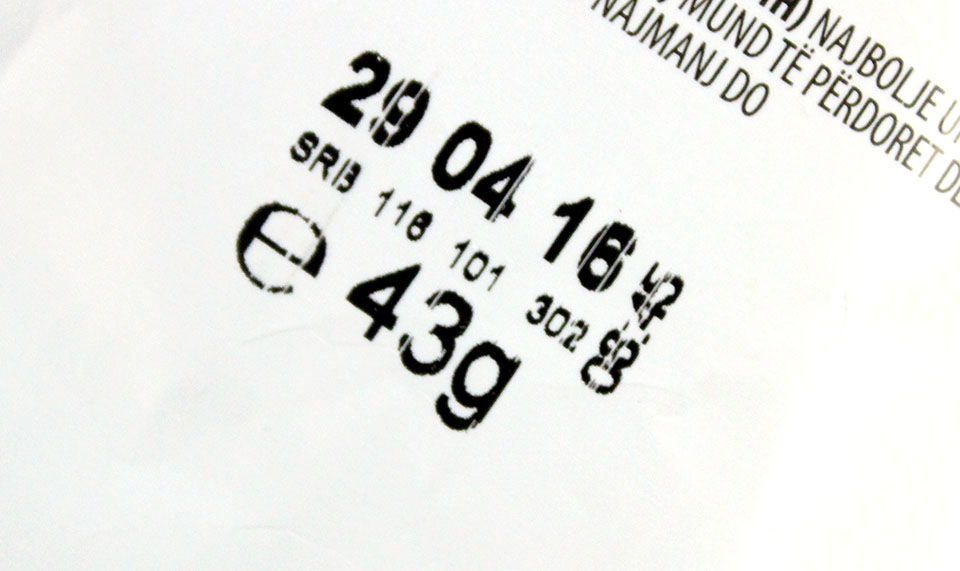 H) NAJBOLJE
MUND TË PËRDORET
NAJMANJ DO
29 04 16
SRB 116 101 302
e 43g